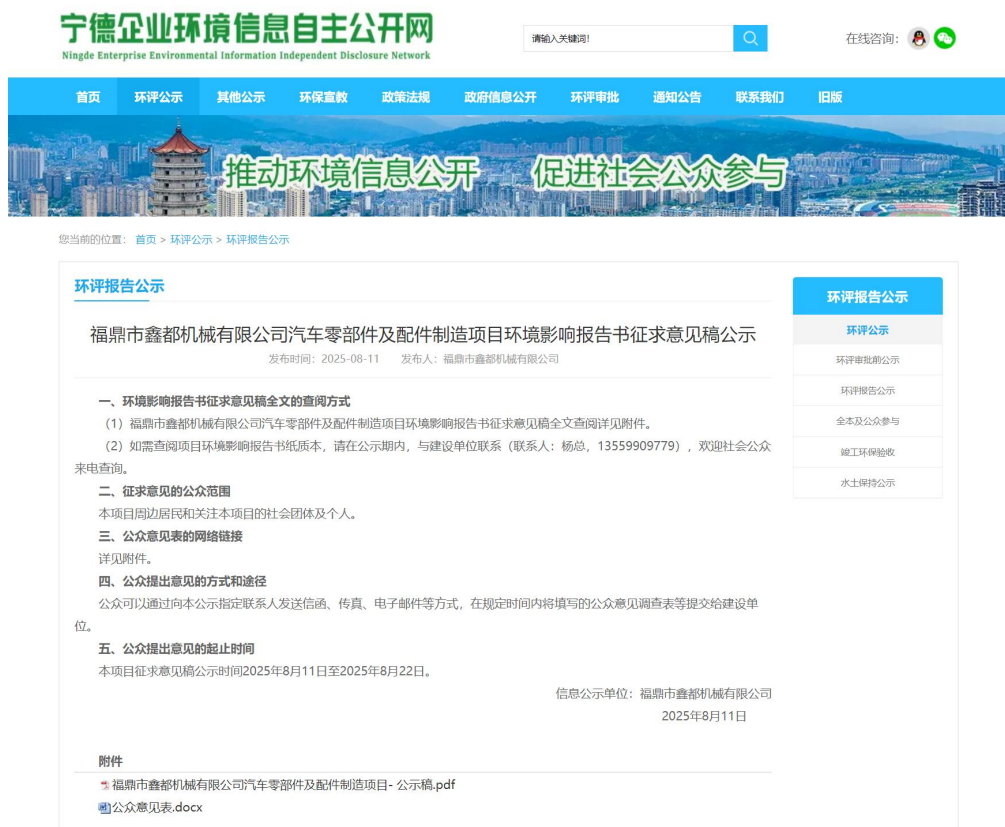 宁德企业环境信息自主公开网
Ningde Enterprise Environmental Information Independent Disclosure Network
请输入关键词!
在线咨询:
首页 环评公示 其他公示 环保宣教 政策法规 政府信息公开 环评审批 通知公告 联系我们 旧版
推动环境信息公开 促进社会公众参与
您当前的位置: 首页 > 环评公示 > 环评报告公示
环评报告公示
福鼎市鑫都机械有限公司汽车零部件及配件制造项目环境影响报告书征求意见稿公示
发布时间:2025-08-11 发布人:福鼎市鑫都机械有限公司
一、环境影响报告书征求意见稿全文的查阅方式
(1)福鼎市鑫都机械有限公司汽车零部件及配件制造项目环境影响报告书征求意见稿全文查阅详见附件。
(2)如需查阅项目环境影响报告书纸质本,请在公示期内,与建设单位联系(联系人:杨总,13559909779),欢迎社会公众
来电查询。
二、征求意见的公众范围
本项目周边居民和关注本项目的社会团体及个人。
三、公众意见表的网络链接
详见附件。
四、公众提出意见的方式和途径
公众可以通过向本公示指定联系人发送信函、传真、电子邮件等方式,在规定时间内将填写的公众意见调查表等提交给建设单
位。
五、公众提出意见的起止时间
本项目征求意见稿公示时间2025年8月11日至2025年8月22日。
信息公示单位:福鼎市鑫都机械有限公司
2025年8月11日
附件
福鼎市鑫都机械有限公司汽车零部件及配件制造项目- 公示稿.pdf
公众意见表.docx
环评报告公示
环评公示
环评审批前公示
环评报告公示
全本及公众参与
竣工环保验收
水土保持公示